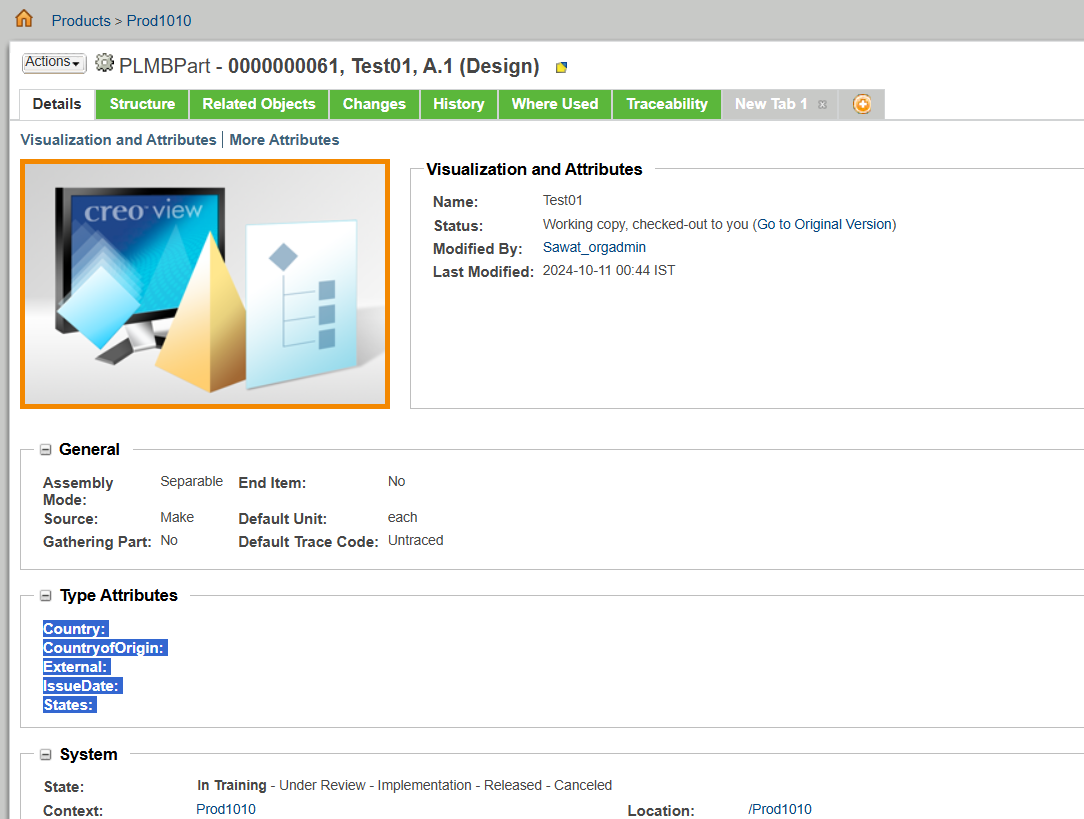 Products > Prod1010
Actions PLMBPart - 0000000061, Test01, A.1 (Design)
Details Structure Related Objects Changes History Where Used Traceability New Tab 1
Visualization and Attributes | More Attributes
creo view
Visualization and Attributes
Name: Test01
Status: Working copy, checked-out to you (Go to Original Version)
Modified By: Sawat_orgadmin
Last Modified: 2024-10-11 00:44 IST
General
Assembly Mode: Separable End Item: No
Source: Make Default Unit: each
Gathering Part: No Default Trace Code: Untraced
Type Attributes
Country:
CountryofOrigin:
External:
IssueDate:
States:
System
State: In Training - Under Review - Implementation - Released - Canceled
Context: Prod1010 Location: /Prod1010